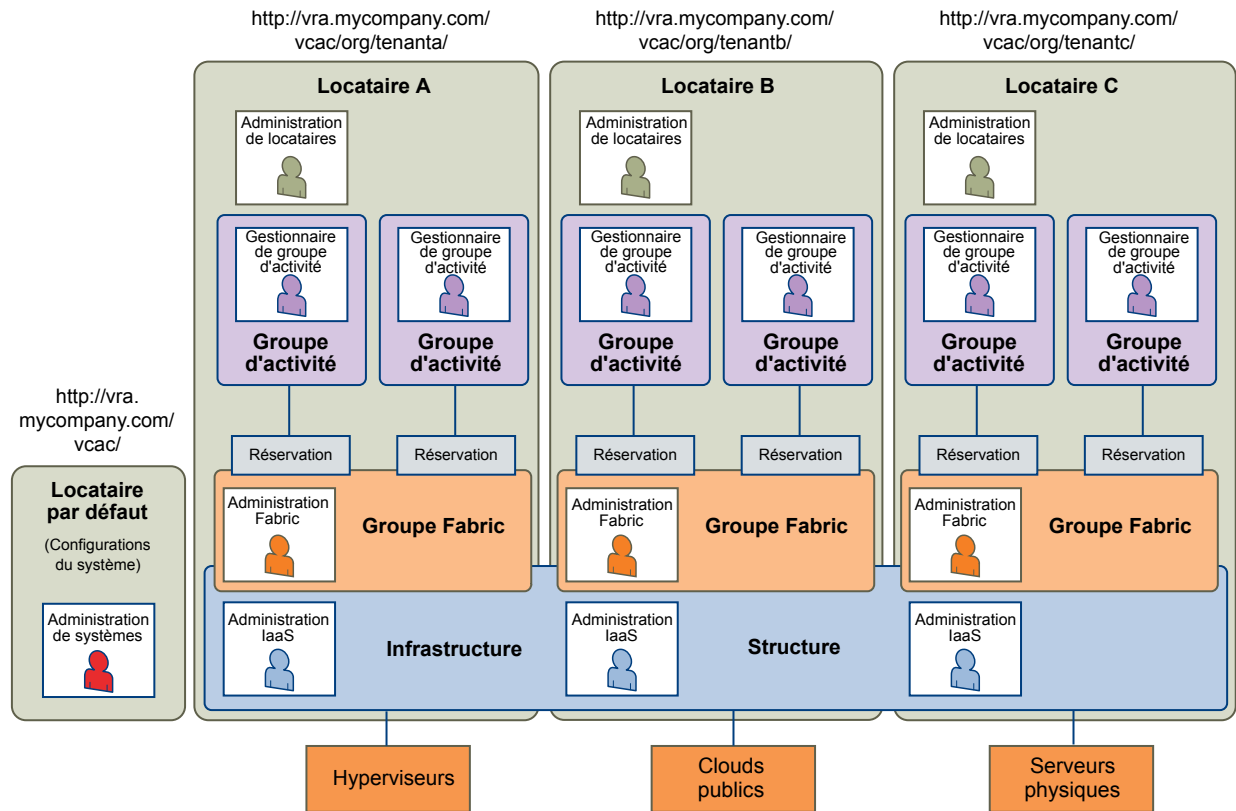 http://vra.mycompany.com/
vcac/org/tenanta/
http://vra.mycompany.com/
vcac/org/tenantb/
http://vra.mycompany.com/
vcac/org/tenantc/
Locataire A
Locataire B
Locataire C
Administration
de locataires
Administration
de locataires
Administration
de locataires
Gestionnaire
de groupe
d'activité
Gestionnaire
de groupe
d'activité
Gestionnaire
de groupe
d'activité
Gestionnaire
de groupe
d'activité
Gestionnaire
de groupe
d'activité
Gestionnaire
de groupe
d'activité
Groupe
d'activité
Groupe
d'activité
Groupe
d'activité
Groupe
d'activité
Groupe
d'activité
Groupe
d'activité
http://vra.
mycompany.com/
vcac/
Réservation
Réservation
Réservation
Réservation
Réservation
Réservation
Locataire
par défaut
(Configurations
du système)
Administration
de systèmes
Administration
Fabric
Groupe Fabric
Administration
Fabric
Groupe Fabric
Administration
Fabric
Groupe Fabric
Administration
IaaS
Infrastructure
Administration
IaaS
Structure
Administration
IaaS
Hyperviseurs
Clouds
publics
Serveurs
physiques